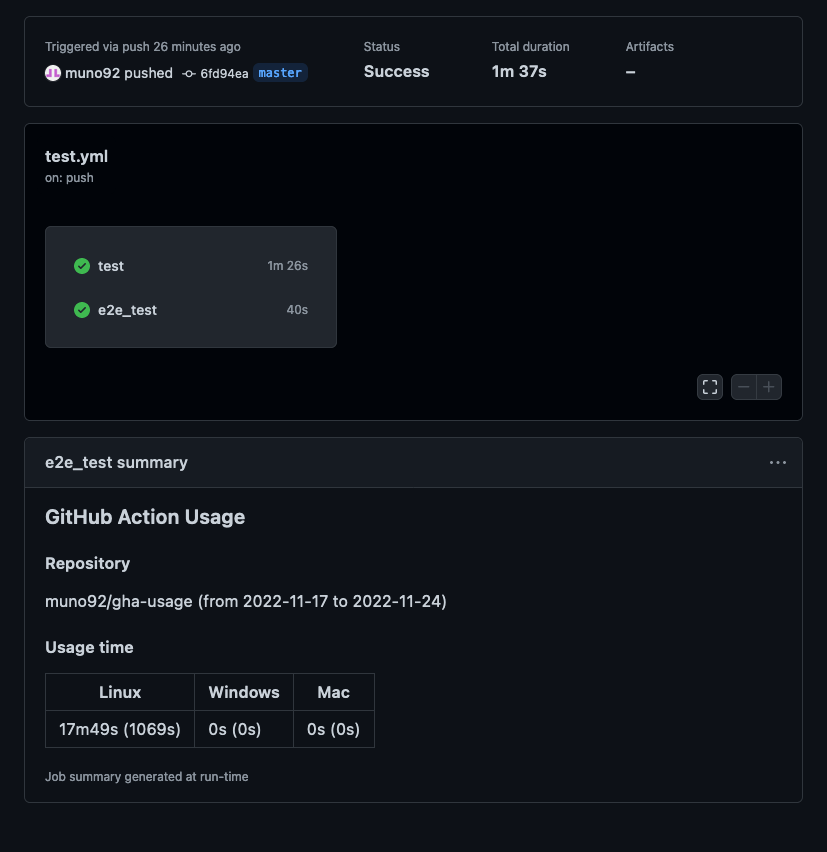 Triggered via push 26 minutes ago
muno92 pushed 6fd94ea master
Status
Success
Total duration
1m 37s
Artifacts
–
test.yml
on: push
test 1m 26s
e2e_test 40s
e2e_test summary
GitHub Action Usage
Repository
muno92/gha-usage (from 2022-11-17 to 2022-11-24)
Usage time
Linux Windows Mac
17m49s (1069s) 0s (0s) 0s (0s)
Job summary generated at run-time